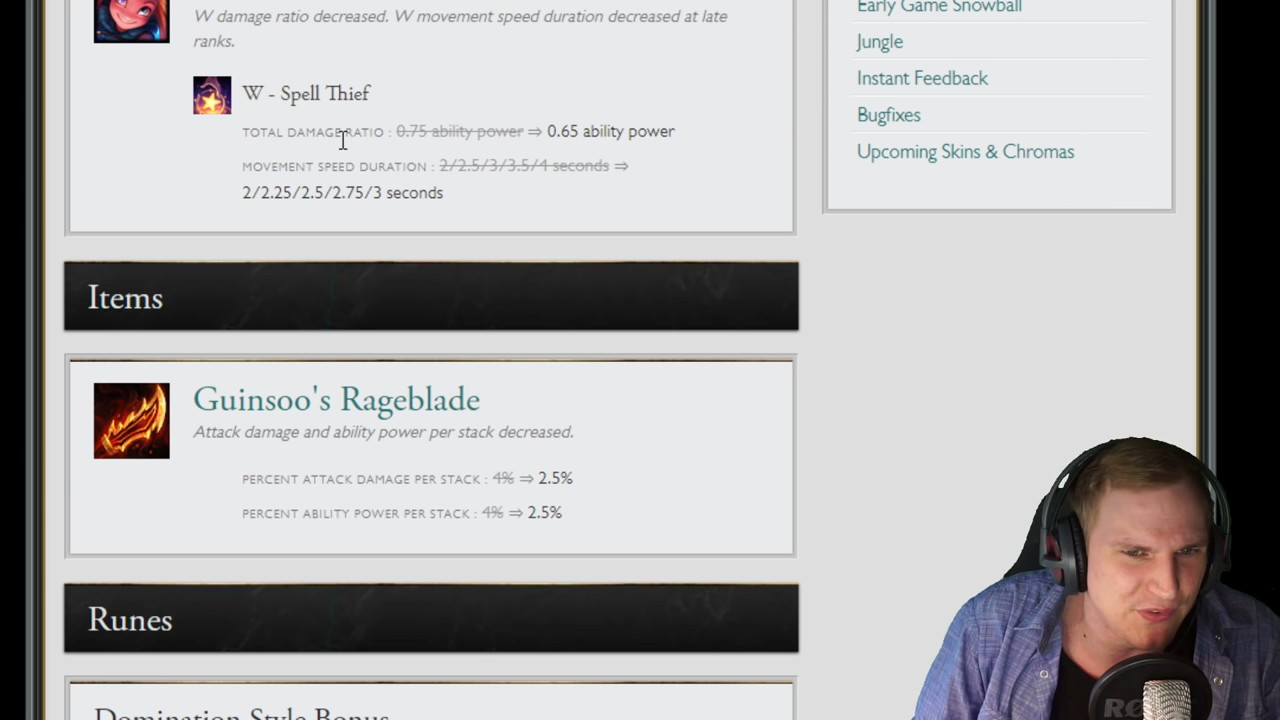 W damage ratio decreased. W movement speed duration decreased at late
ranks.
W - Spell Thief
TOTAL DAMAGE RATIO : 0.75 ability power ⇒ 0.65 ability power
MOVEMENT SPEED DURATION : 2/2.5/3/3.5/4 seconds ⇒
2/2.25/2.5/2.75/3 seconds
Items
Guinsoo's Rageblade
Attack damage and ability power per stack decreased.
PERCENT ATTACK DAMAGE PER STACK : 4% ⇒ 2.5%
PERCENT ABILITY POWER PER STACK : 4% ⇒ 2.5%
Runes
Domination Style Bonus
Early Game Snowball
Jungle
Instant Feedback
Bugfixes
Upcoming Skins & Chromas